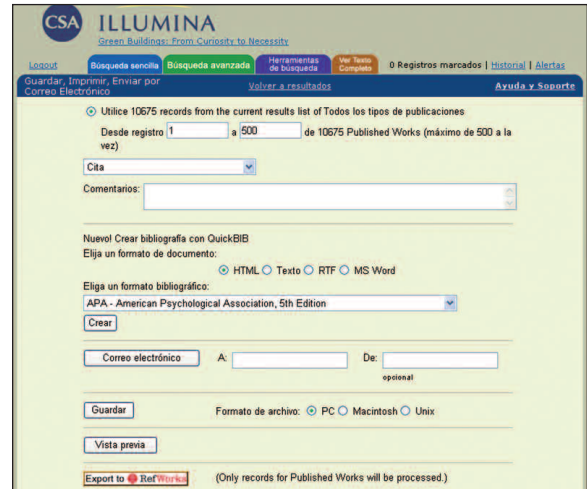 CSA ILLUMINA
Green Buildings: From Curiosity to Necessity
Logout Búsqueda sencilla Búsqueda avanzada Herramientas de búsqueda Ver Texto Completo 0 Registros marcados | Historial | Alertas
Guardar, Imprimir, Enviar por Correo Electrónico Volver a resultados Ayuda y Soporte
Utilice 10675 records from the current results list of Todos los tipos de publicaciones
Desde registro 1 a 500 de 10675 Published Works (máximo de 500 a la
vez)
Cita
Comentarios:
Nuevo! Crear bibliografía con QuickBIB
Elija un formato de documento:
HTML Texto RTF MS Word
Eliga un formato bibliográfico:
APA - American Psychological Association, 5th Edition
Crear
Correo electrónico A: De:
opcional
Guardar Formato de archivo: PC Macintosh Unix
Vista previa
Export to RefWorks (Only records for Published Works will be processed.)